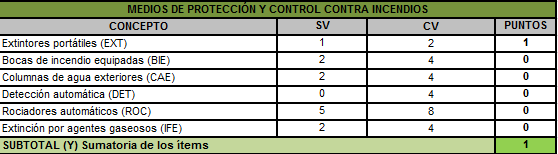 MEDIOS DE PROTECCIÓN Y CONTROL CONTRA INCENDIOS
CONCEPTO SV CV PUNTOS
Extintores portátiles (EXT) 1 2 1
Bocas de incendio equipadas (BIE) 2 4 0
Columnas de agua exteriores (CAE) 2 4 0
Detección automática (DET) 0 4 0
Rociadores automáticos (ROC) 5 8 0
Extinción por agentes gaseosos (IFE) 2 4 0
SUBTOTAL (Y) Sumatoria de los ítems 1